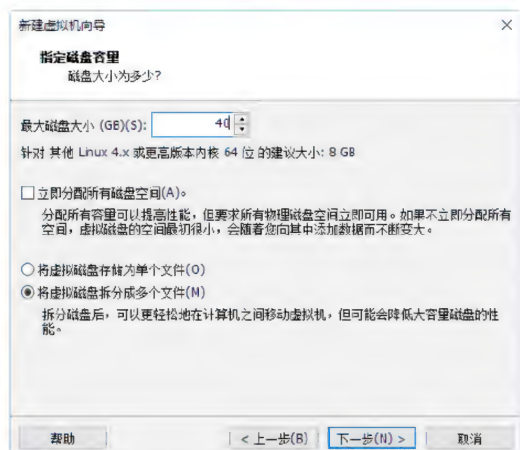 新建虚拟机向导
指定磁盘容量
磁盘大小为多少?
最大磁盘大小 (GB)(S): 40
针对 其他 Linux 4.x 或更高版本内核 64 位 的建议大小: 8 GB
立即分配所有磁盘空间(A)。
分配所有容量可以提高性能，但要求所有物理磁盘空间立即可用。如果不立即分配所有
空间，虚拟磁盘的空间最初很小，会随着您向其中添加数据而不断变大。
将虚拟磁盘存储为单个文件(O)
将虚拟磁盘拆分成多个文件(M)
拆分磁盘后，可以更轻松地在计算机之间移动虚拟机，但可能会降低大容量磁盘的性
能。
帮助 < 上一步(B) 下一步(N) > 取消